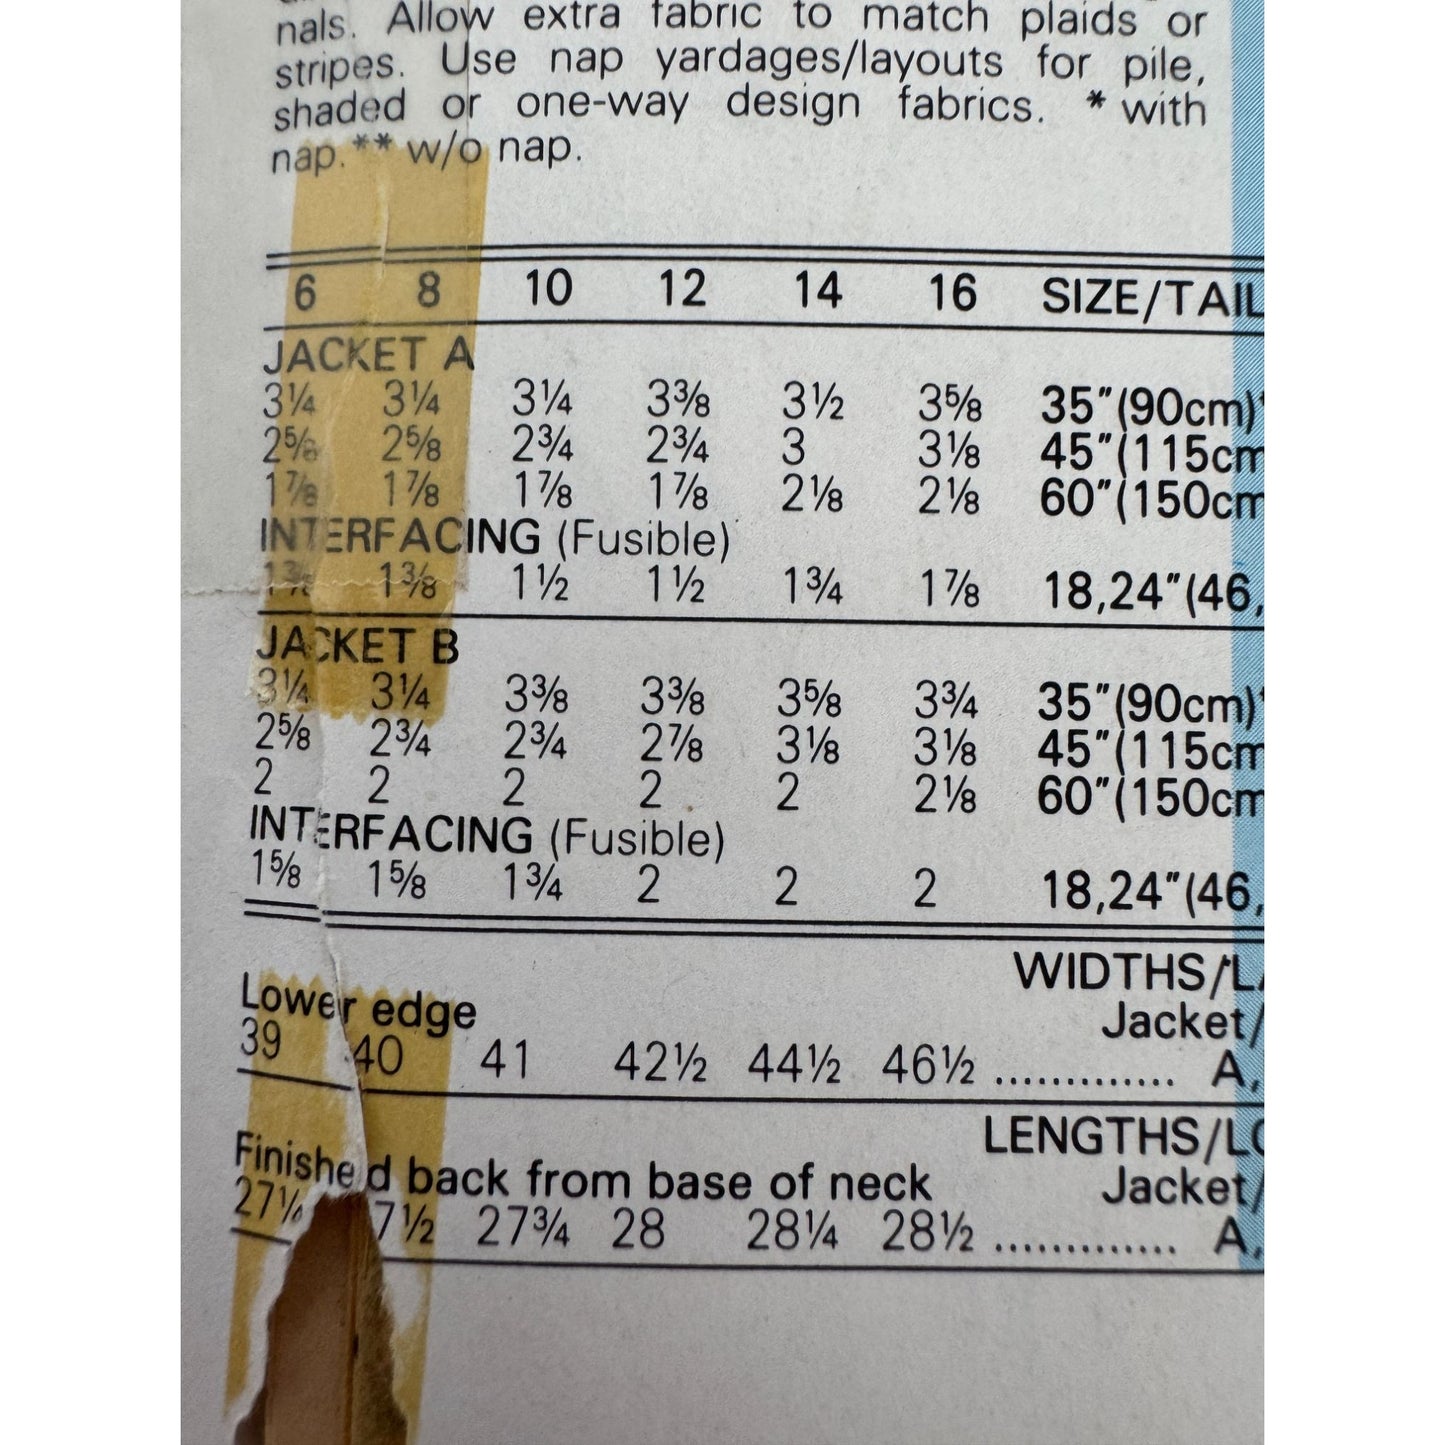 nals. Allow extra fabric to match plaids or
stripes. Use nap yardages/layouts for pile,
shaded or one-way design fabrics. * with
nap.** w/o nap.
6 8 10 12 14 16 SIZE/TAIL
JACKET A
3¼ 3¼ 3¼ 3⅜ 3½ 3⅝ 35"(90cm)*
2⅝ 2⅝ 2¾ 2¾ 3 3⅛ 45"(115cm
1⅞ 1⅞ 1⅞ 1⅞ 2⅛ 2⅛ 60"(150cm
INTERFACING (Fusible)
1⅜ 1⅜ 1½ 1½ 1¾ 1⅞ 18,24"(46,
JACKET B
3¼ 3¼ 3⅜ 3⅜ 3⅝ 3¾ 35"(90cm)*
2⅝ 2¾ 2¾ 2⅞ 3⅛ 3⅛ 45"(115cm
2 2 2 2 2 2⅛ 60"(150cm
INTERFACING (Fusible)
1⅝ 1⅝ 1¾ 2 2 2 18,24"(46,
WIDTHS/LA
Lower edge Jacket/
39 40 41 42½ 44½ 46½ ............. A,
LENGTHS/LO
Finished back from base of neck Jacket/
27¼ 7½ 27¾ 28 28¼ 28½ ............. A,